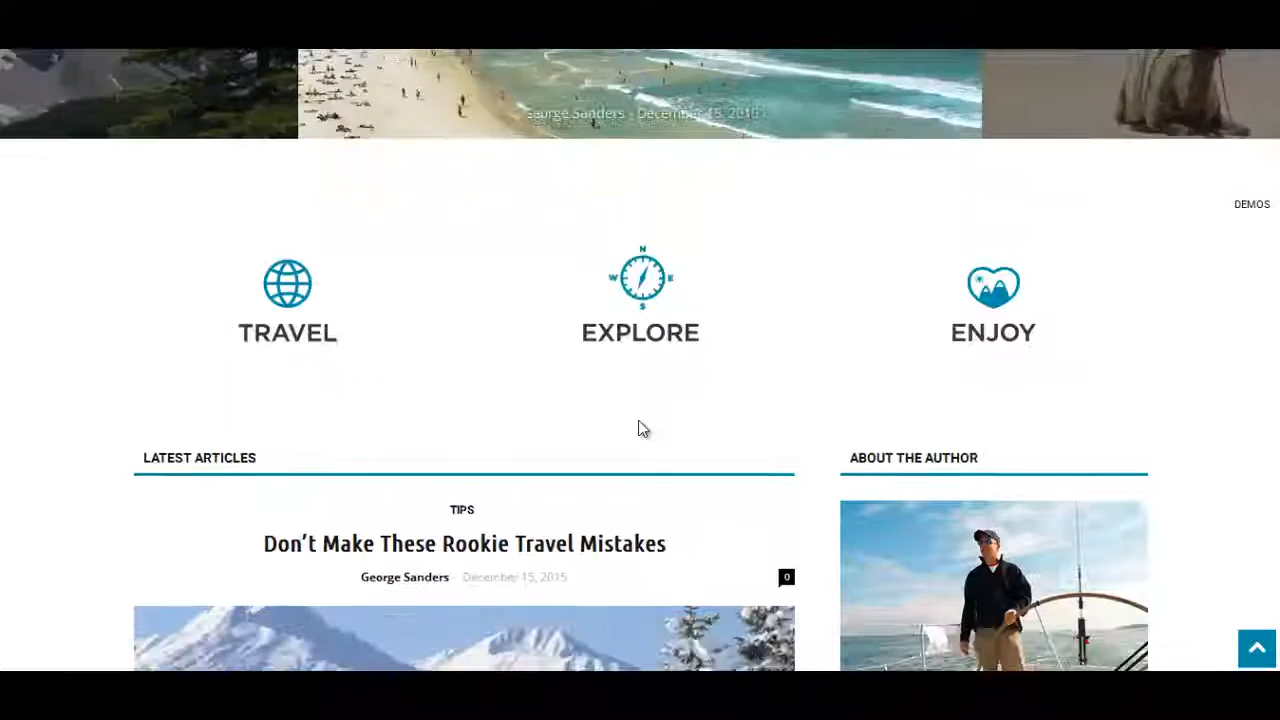 George Sanders - December 15, 2015
DEMOS
N
W E
S
TRAVEL
EXPLORE
ENJOY
LATEST ARTICLES
ABOUT THE AUTHOR
TIPS
Don't Make These Rookie Travel Mistakes
George Sanders - December 15, 2015
0